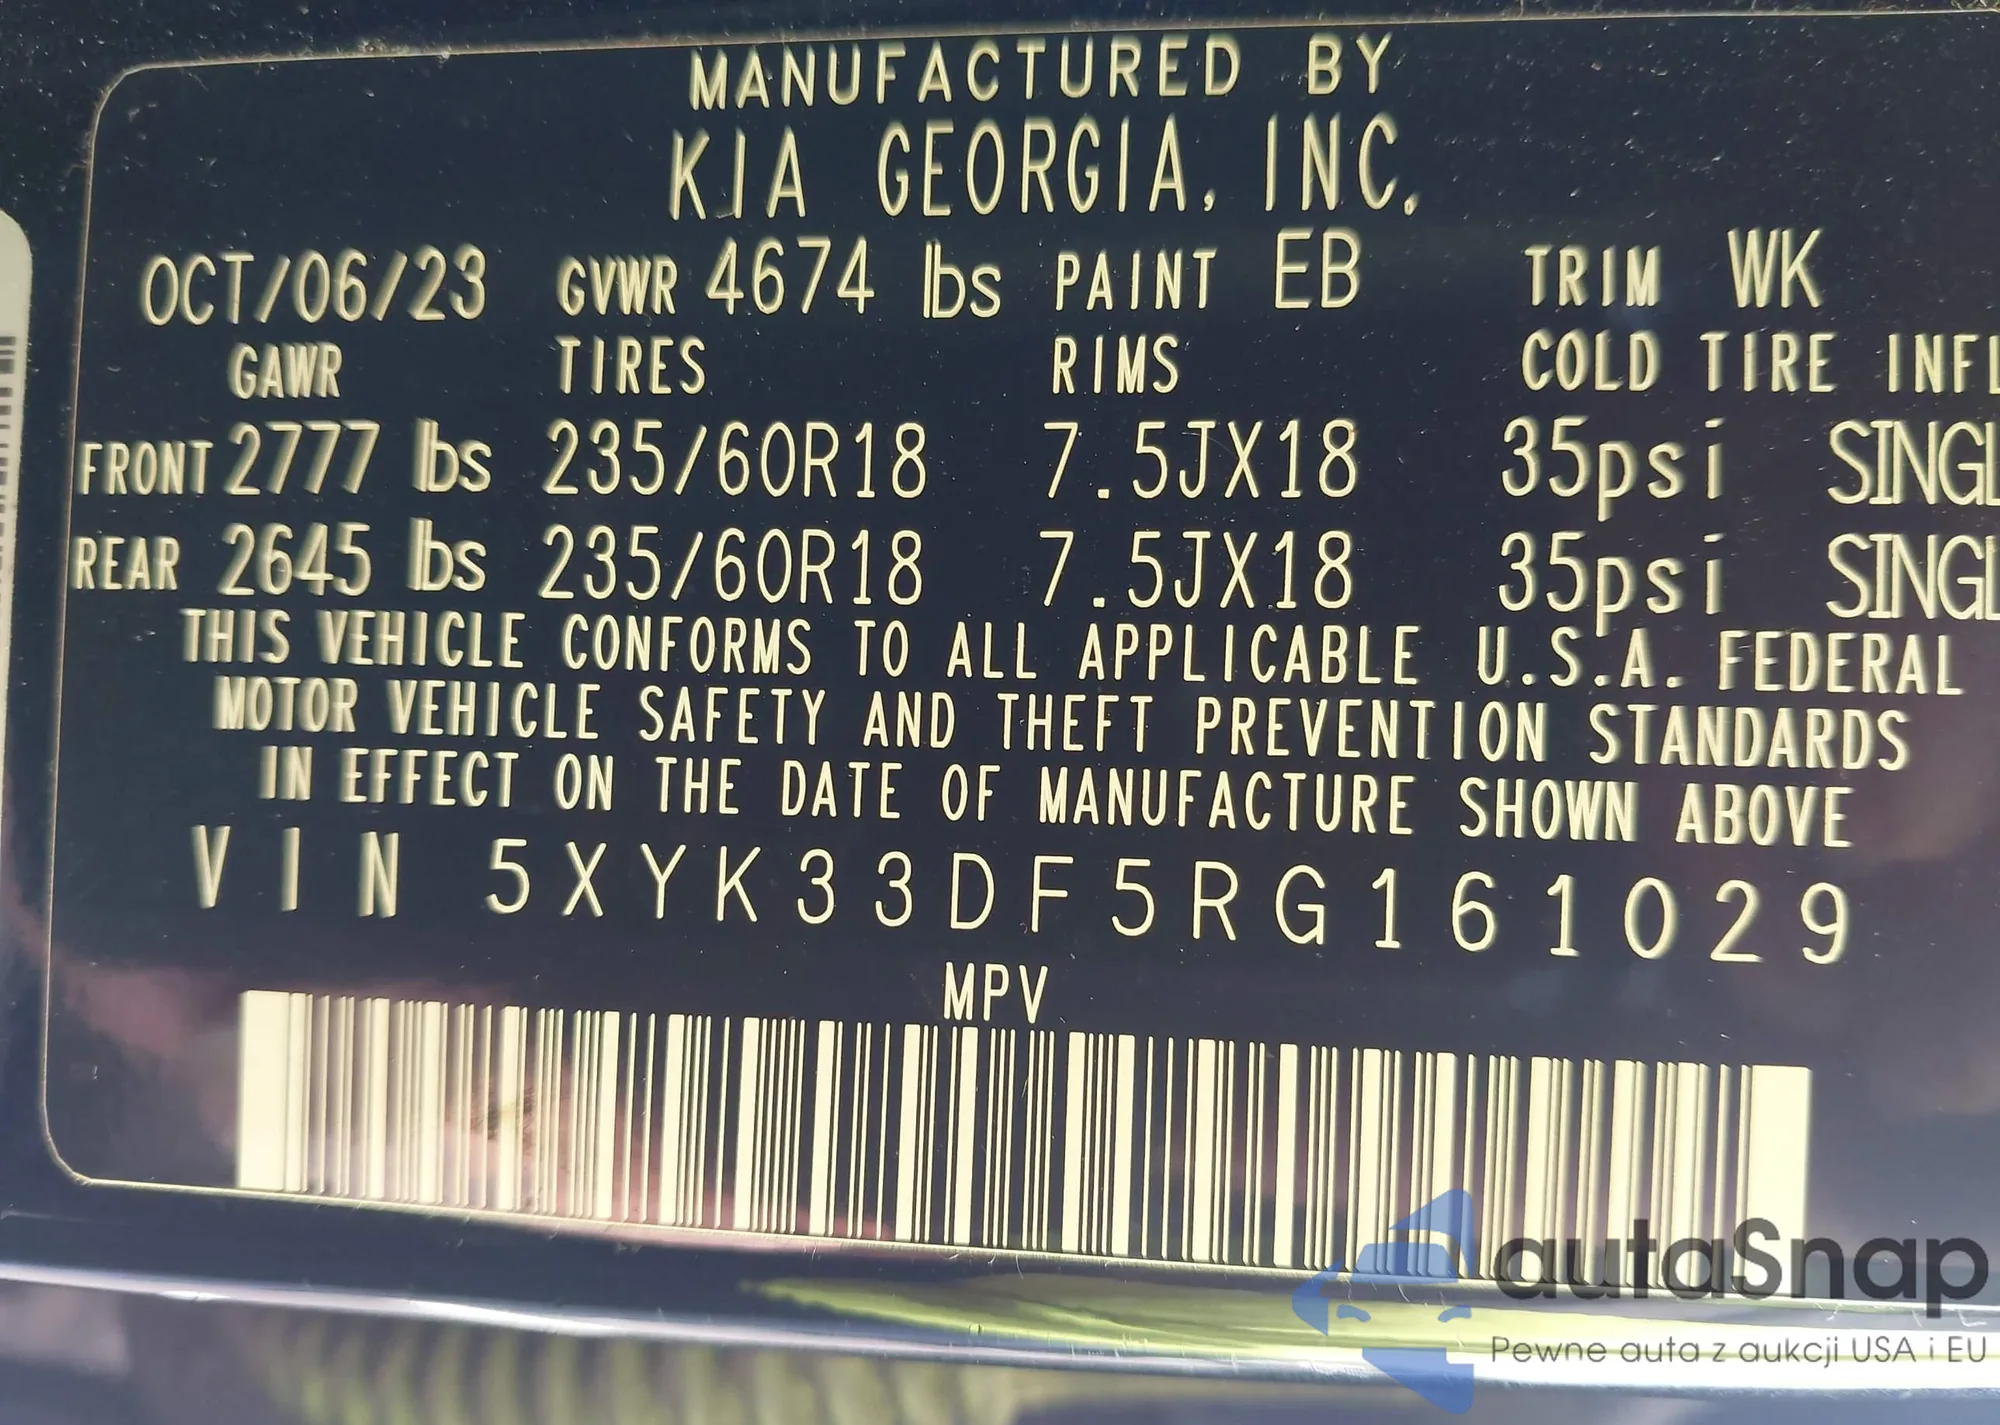 MANUFACTURED BY
KIA GEORGIA, INC.
OCT/06/23 GVWR 4674 lbs PAINT EB TRIM WK
GAWR TIRES RIMS COLD TIRE INFL
FRONT 2777 lbs 235/60R18 7.5JX18 35psi SINGL
REAR 2645 lbs 235/60R18 7.5JX18 35psi SINGL
THIS VEHICLE CONFORMS TO ALL APPLICABLE U.S.A. FEDERAL
MOTOR VEHICLE SAFETY AND THEFT PREVENTION STANDARDS
IN EFFECT ON THE DATE OF MANUFACTURE SHOWN ABOVE
VIN 5XYK33DF5RG161029
MPV
autaSnap
Pewne auta z aukcji USA i EU